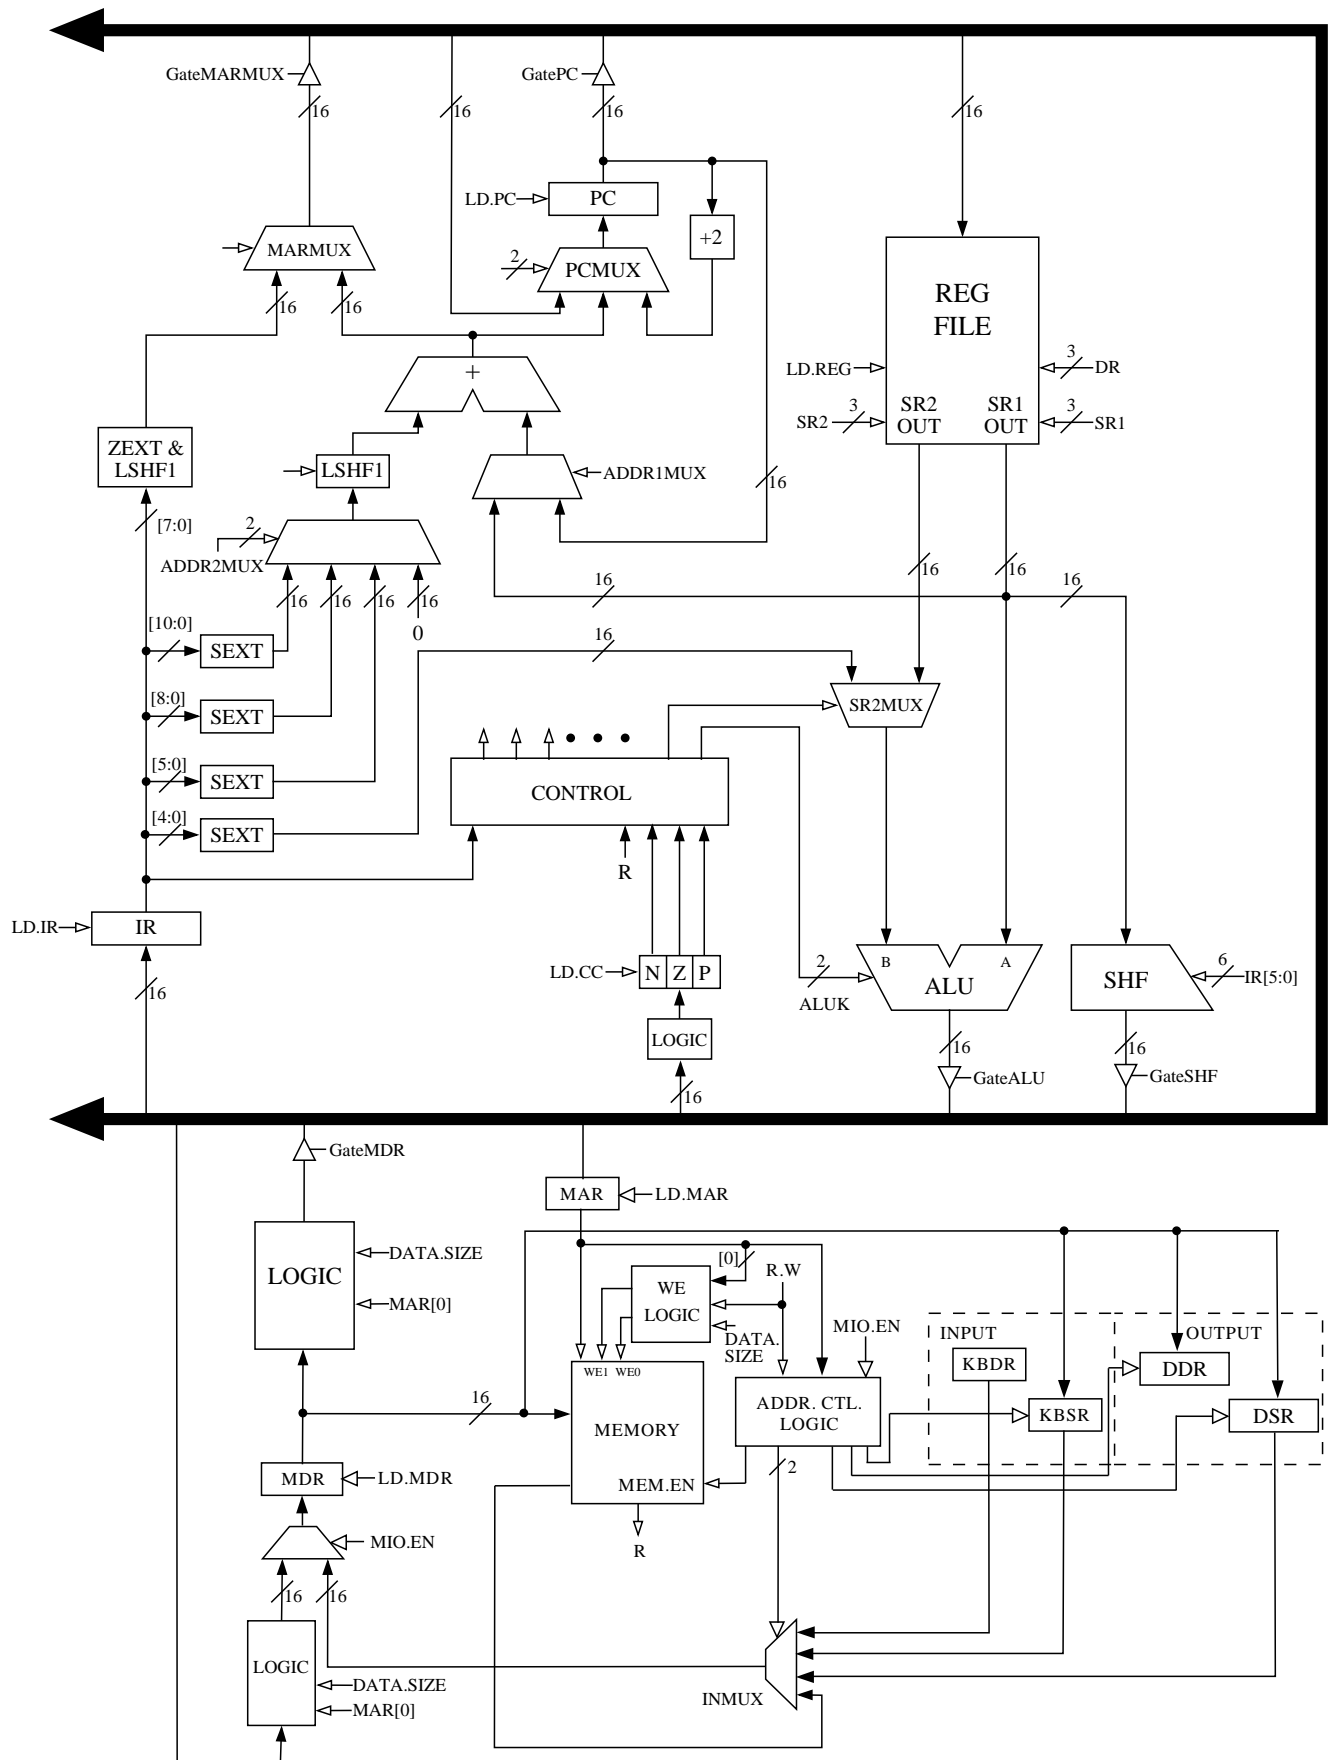 GateMARMUX
GatePC
16
16
16
16
LD.PC
PC
+2
MARMUX
2
PCMUX
16
16
REG
FILE
LD.REG
3
DR
+
SR2
3
SR2
OUT
SR1
OUT
3
SR1
ZEXT &
LSHF1
LSHF1
ADDR1MUX
16
[7:0]
2
ADDR2MUX
16
16
16
16
0
16
16
16
16
[10:0]
SEXT
16
[8:0]
SEXT
SR2MUX
[5:0]
SEXT
CONTROL
[4:0]
SEXT
R
LD.IR
IR
16
LD.CC
N
Z
P
2
ALUK
B
A
ALU
SHF
6
IR[5:0]
LOGIC
16
16
16
GateALU
GateSHF
GateMDR
MAR
LD.MAR
LOGIC
DATA.SIZE
MAR[0]
[0]
R.W
WE
LOGIC
DATA.
SIZE
MIO.EN
INPUT
OUTPUT
KBDR
DDR
WE1
WE0
16
MEMORY
ADDR. CTL.
LOGIC
KBSR
DSR
MDR
LD.MDR
MEM.EN
2
MIO.EN
R
16
16
LOGIC
DATA.SIZE
MAR[0]
INMUX